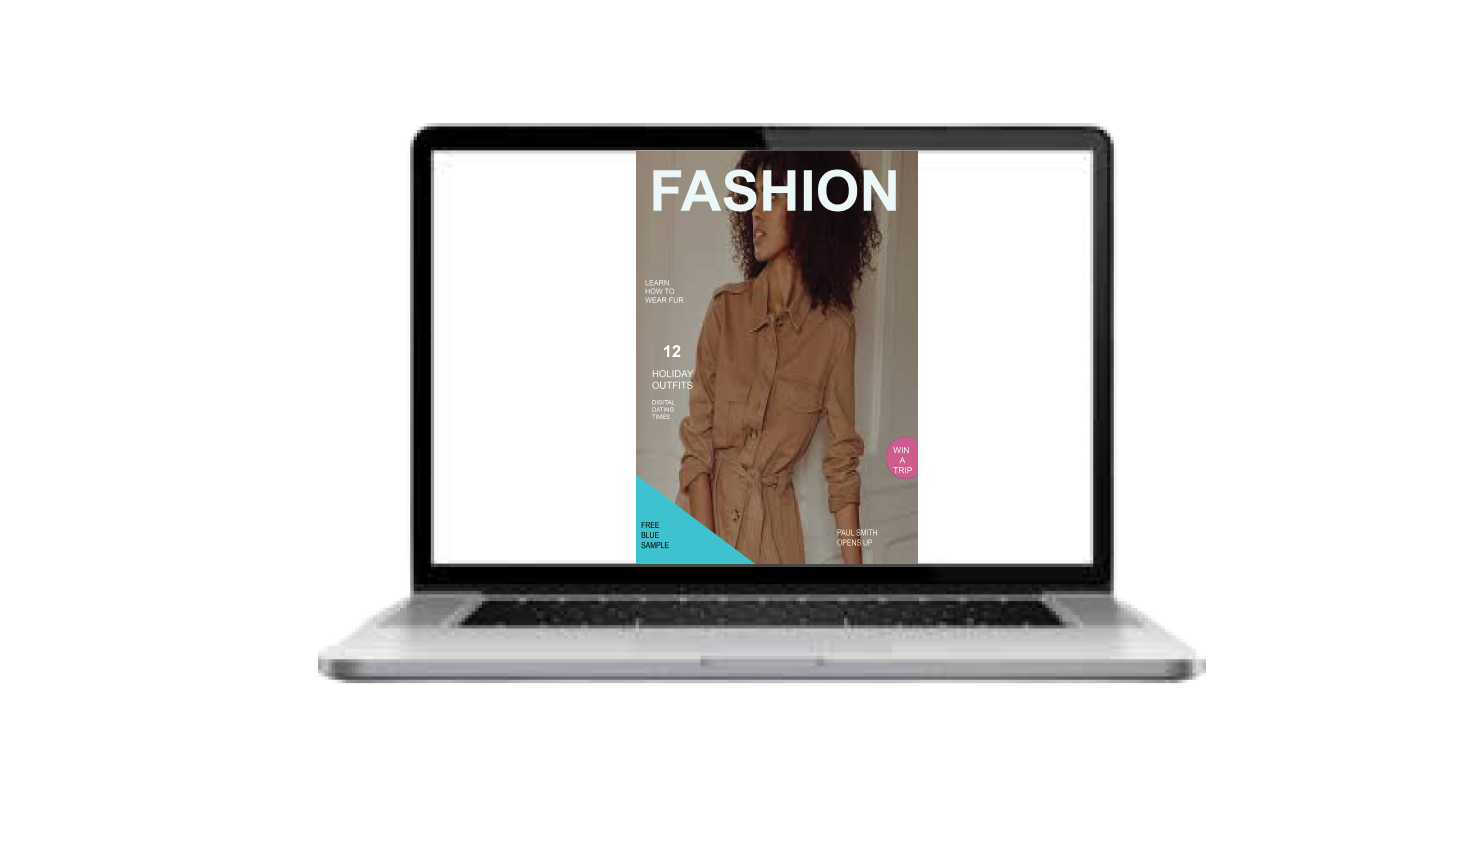 FASHION
LEARN
HOW TO
WEAR FUR
12
HOLIDAY
OUTFITS
DIGITAL
DATING
TIMES
WIN
A
TRIP
FREE
BLUE
SAMPLE
PAUL SMITH
OPENS UP